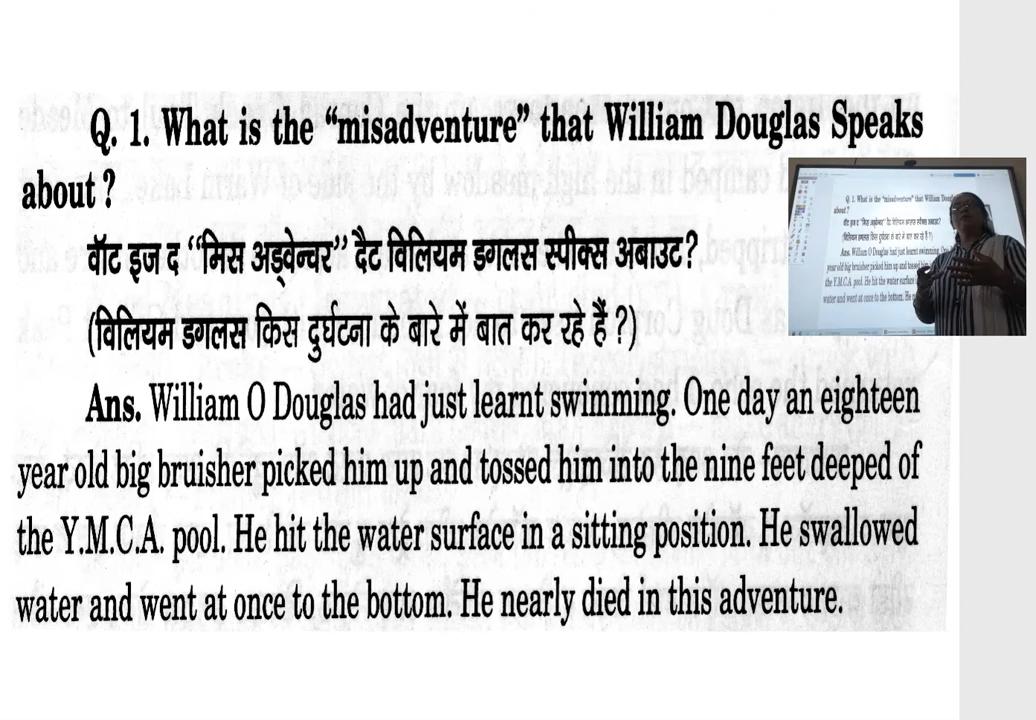 Q. 1. What is the “misadventure” that William Douglas Speaks
about ?
वॉट इज द “मिस अड्वेन्चर” दैट विलियम डगलस स्पीक्स अबाउट?
(विलियम डगलस किस दुर्घटना के बारे में बात कर रहे हैं ?)
Ans. William O Douglas had just learnt swimming. One day an eighteen
year old big bruisher picked him up and tossed him into the nine feet deeped of
the Y.M.C.A. pool. He hit the water surface in a sitting position. He swallowed
water and went at once to the bottom. He nearly died in this adventure.